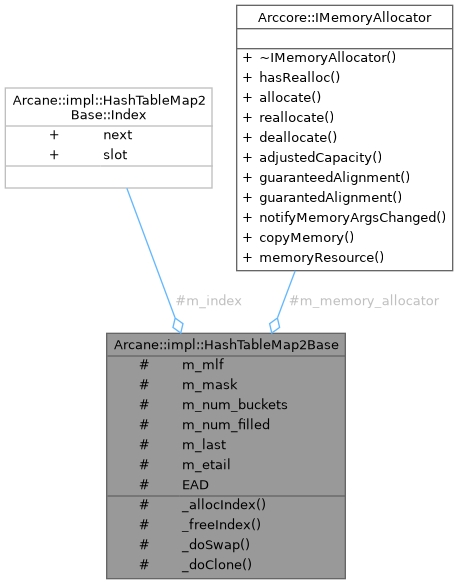 Arccore::IMemoryAllocator
+ ~IMemoryAllocator()
+ hasRealloc()
+ allocate()
+ reallocate()
+ deallocate()
+ adjustedCapacity()
+ guaranteedAlignment()
+ guarantedAlignment()
+ notifyMemoryArgsChanged()
+ copyMemory()
+ memoryResource()
Arcane::impl::HashTableMap2
Base::Index
+ next
+ slot
#m_index
#m_memory_allocator
Arcane::impl::HashTableMap2Base
# m_mlf
# m_mask
# m_num_buckets
# m_num_filled
# m_last
# m_etail
# EAD
# _allocIndex()
# _freeIndex()
# _doSwap()
# _doClone()